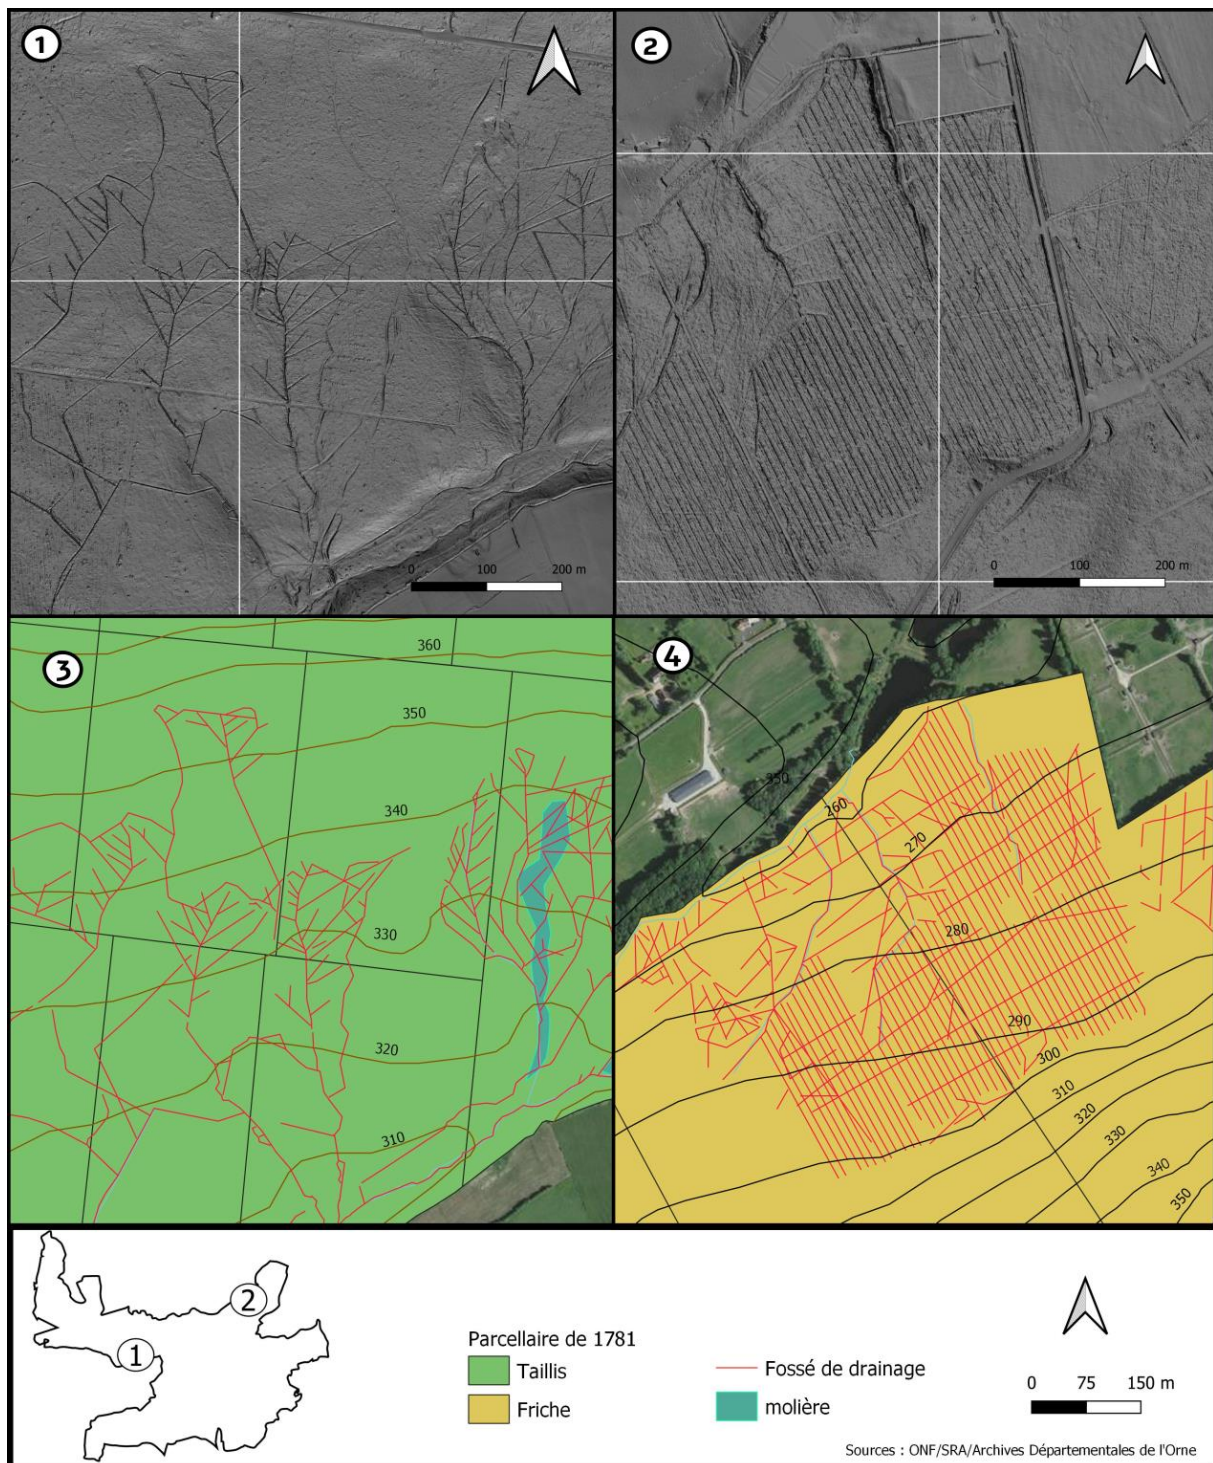 1
2
0 100 200 m
0 100 200 m
3
360
350
340
330
320
310
4
350
260
270
280
290
300
310
320
330
340
350
1
2
Parcellaire de 1781
Taillis
Friche
Fossé de drainage
molière
0 75 150 m
Sources : ONF/SRA/Archives Départementales de l'Orne